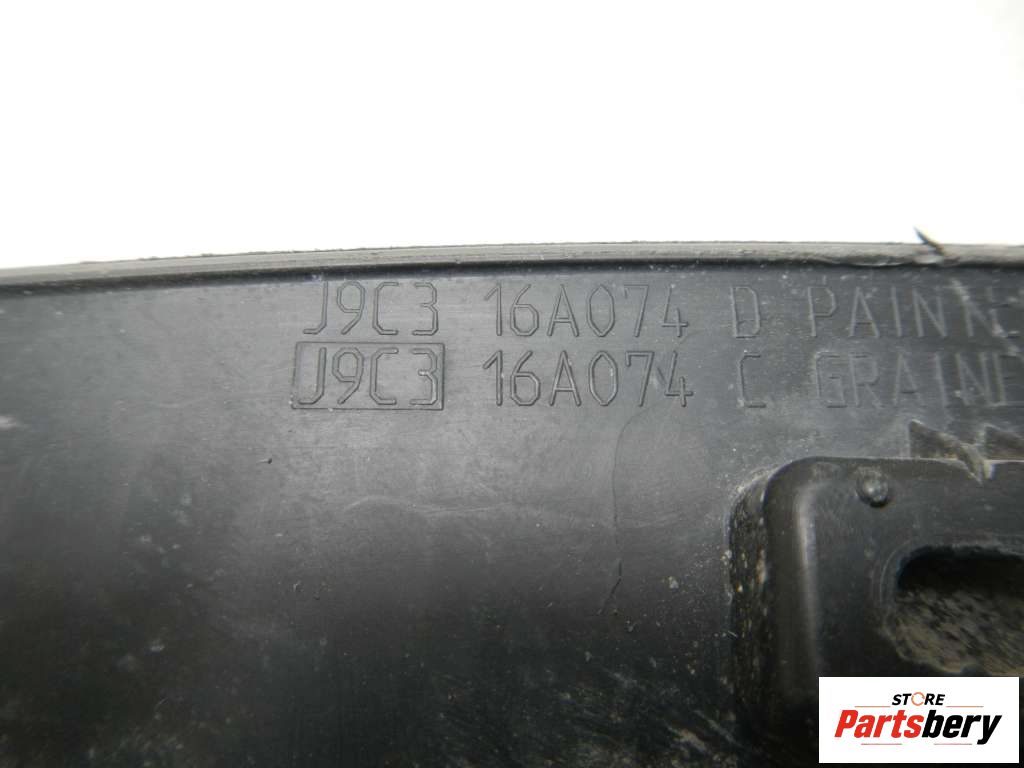 J9C3 16A074 D PAINNE
J9C3 16A074 C GRAINE
STORE
Partsbery